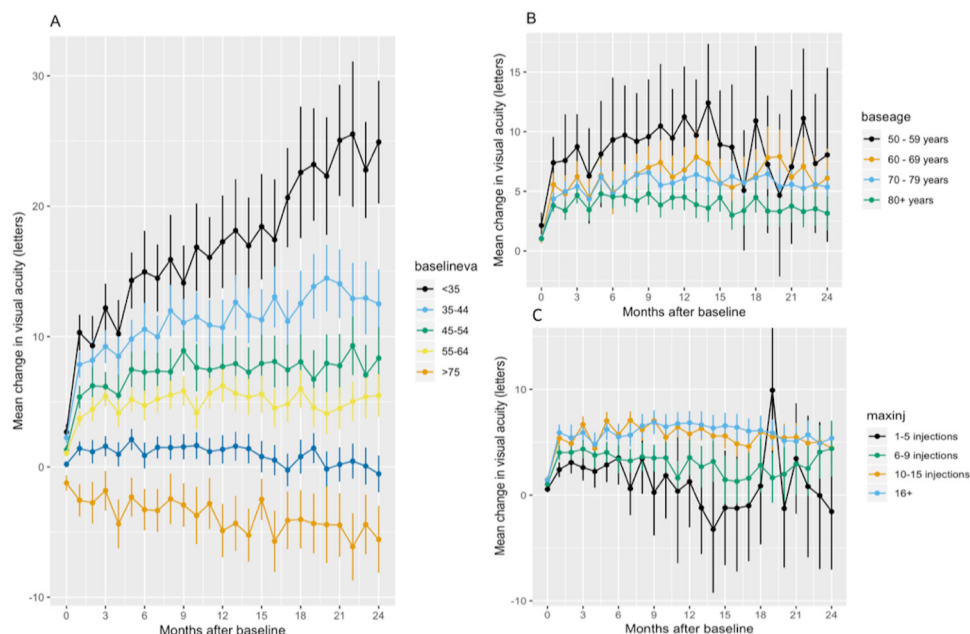 A
Mean change in visual acuity (letters)
30
20
10
0
-10
0 3 6 9 12 15 18 21 24
Months after baseline
baselineva
<35
35-44
45-54
55-64
>75
B
Mean change in visual acuity (letters)
15
10
5
0
0 3 6 9 12 15 18 21 24
Months after baseline
baseage
50 - 59 years
60 - 69 years
70 - 79 years
80+ years
C
Mean change in visual acuity (letters)
10
0
-10
0 3 6 9 12 15 18 21 24
Months after baseline
maxinj
1-5 injections
6-9 injections
10-15 injections
16+